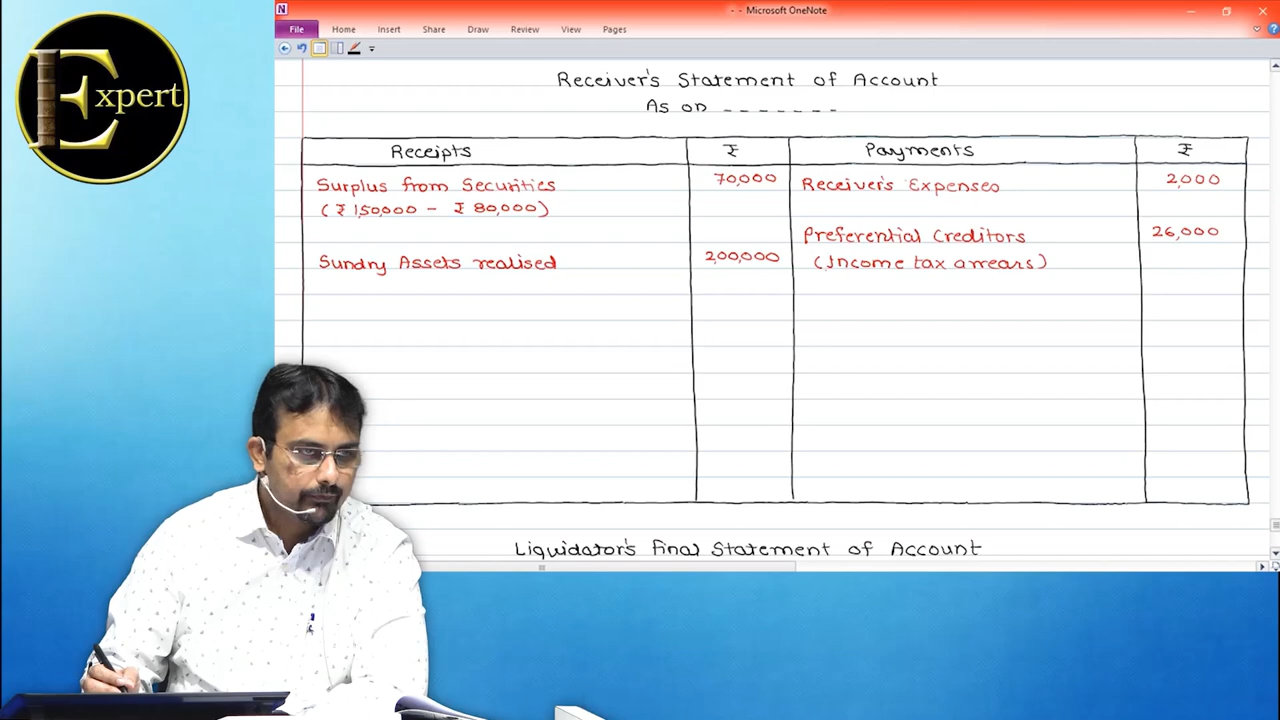 Expert
- - Microsoft OneNote
File Home Insert Share Draw Review View Pages
Receiver's Statement of Account
As on - - - - - - -
Receipts ₹ Payments ₹
Surplus from Securities 70,000 Receiver's Expenses 2,000
(₹ 1,50,000 - ₹ 80,000)
Preferential Creditors 26,000
Sundry Assets realised 2,00,000 (Income tax arrears)
Liquidator's Final Statement of Account